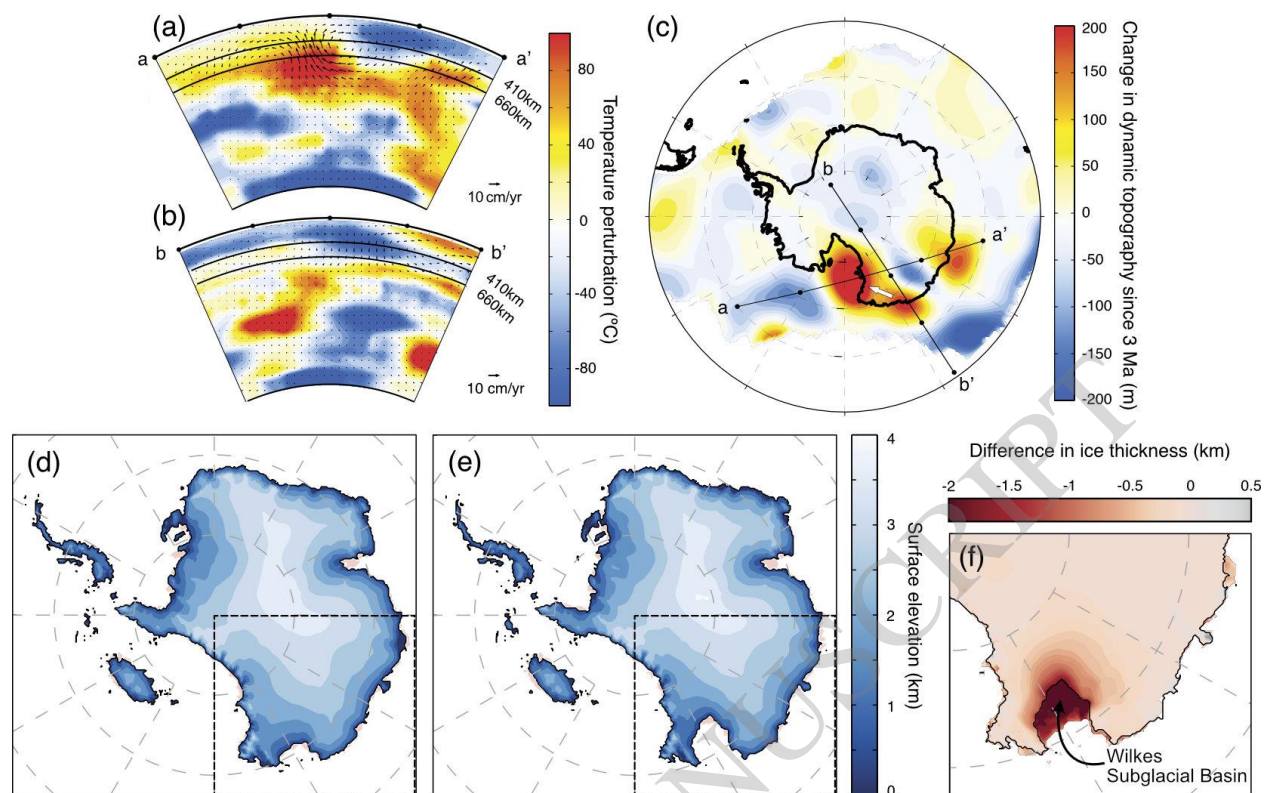 (a)
a
a'
410km
660km
10 cm/yr
(b)
b
b'
410km
660km
10 cm/yr
80
40
0
-40
-80
Temperature perturbation (°C)
(c)
b
a'
a
b'
200
150
100
50
0
-50
-100
-150
-200
Change in dynamic topography since 3 Ma (m)
(d)
(e)
4
3
2
1
0
Surface elevation (km)
Difference in ice thickness (km)
-2
-1.5
-1
-0.5
0
0.5
(f)
Wilkes
Subglacial Basin
NUSCRIPT